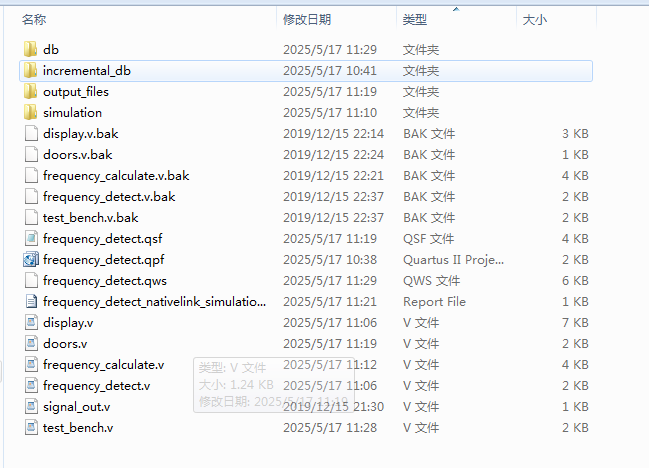 名称 修改日期 类型 大小
db 2025/5/17 11:29 文件夹
incremental_db 2025/5/17 10:41 文件夹
output_files 2025/5/17 11:19 文件夹
simulation 2025/5/17 11:10 文件夹
display.v.bak 2019/12/15 22:14 BAK 文件 3 KB
doors.v.bak 2019/12/15 22:24 BAK 文件 1 KB
frequency_calculate.v.bak 2019/12/15 22:21 BAK 文件 4 KB
frequency_detect.v.bak 2019/12/15 22:37 BAK 文件 2 KB
test_bench.v.bak 2019/12/15 22:37 BAK 文件 2 KB
frequency_detect.qsf 2025/5/17 11:19 QSF 文件 4 KB
frequency_detect.qpf 2025/5/17 10:38 Quartus II Proje... 2 KB
frequency_detect.qws 2025/5/17 11:29 QWS 文件 6 KB
frequency_detect_nativelink_simulatio... 2025/5/17 11:21 Report File 1 KB
display.v 2025/5/17 11:06 V 文件 7 KB
doors.v 2025/5/17 11:19 V 文件 2 KB
frequency_calculate.v 2025/5/17 11:12 V 文件 4 KB
frequency_detect.v 2025/5/17 11:06 V 文件 2 KB
signal_out.v 2019/12/15 21:30 V 文件 1 KB
test_bench.v 2025/5/17 11:28 V 文件 2 KB
类型: V 文件
大小: 1.24 KB
修改日期: 2025/5/17 11:19